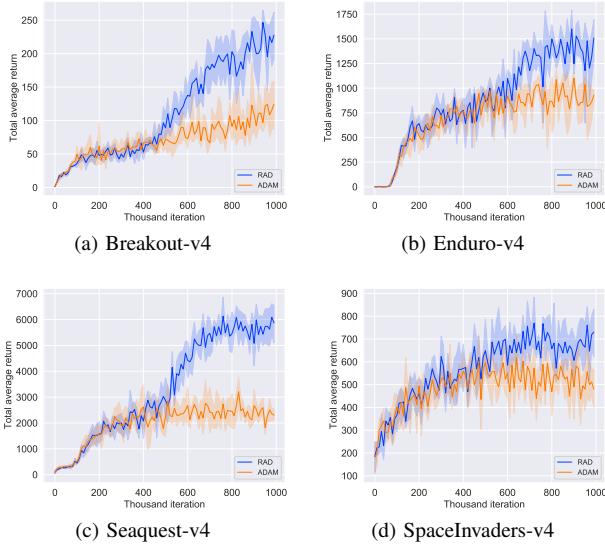 250
200
150
100
50
0
Total average return
0 200 400 600 800 1000
Thousand iteration
RAD
ADAM
(a) Breakout-v4
1750
1500
1250
1000
750
500
250
0
Total average return
0 200 400 600 800 1000
Thousand iteration
RAD
ADAM
(b) Enduro-v4
7000
6000
5000
4000
3000
2000
1000
0
Total average return
0 200 400 600 800 1000
Thousand iteration
RAD
ADAM
(c) Seaquest-v4
900
800
700
600
500
400
300
200
100
Total average return
0 200 400 600 800 1000
Thousand iteration
RAD
ADAM
(d) SpaceInvaders-v4